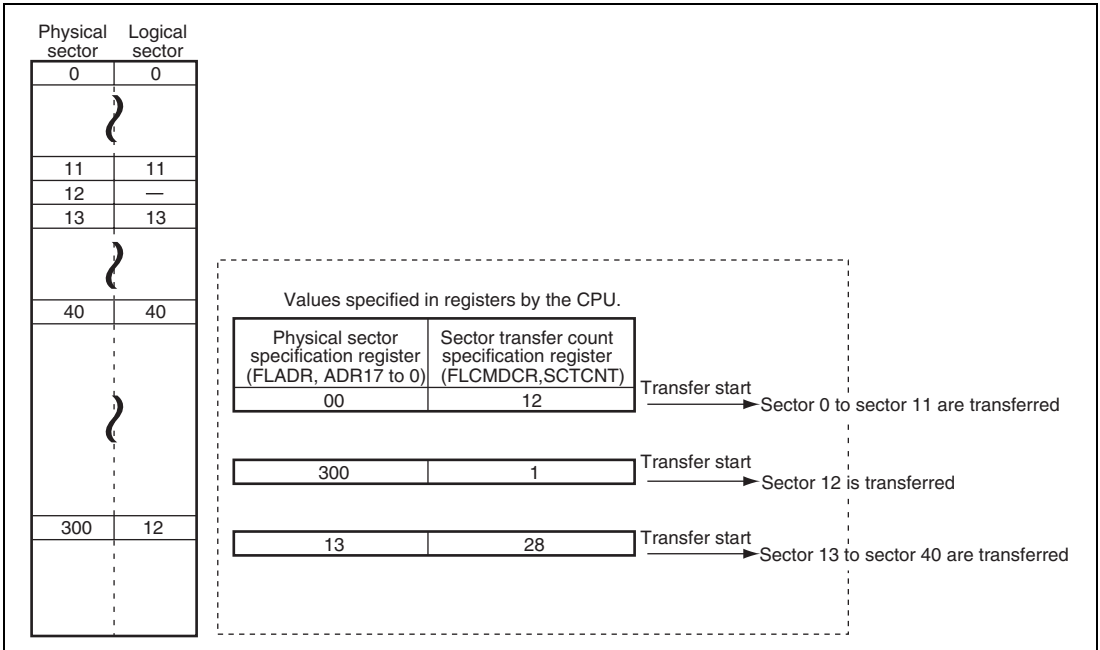 Physical Logical
sector sector
0 0
11 11
12 —
13 13
40 40
300 12
Values specified in registers by the CPU.
Physical sector
specification register
(FLADR, ADR17 to 0)
Sector transfer count
specification register
(FLCMDCR,SCTCNT)
00 12
Transfer start
Sector 0 to sector 11 are transferred
300 1
Transfer start
Sector 12 is transferred
13 28
Transfer start
Sector 13 to sector 40 are transferred